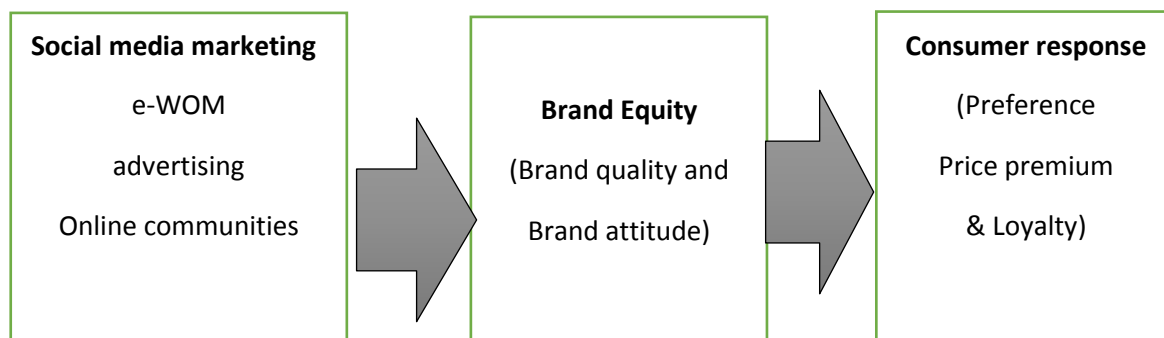 Social media marketing
e-WOM
advertising
Online communities
Brand Equity
(Brand quality and
Brand attitude)
Consumer response
(Preference
Price premium
& Loyalty)